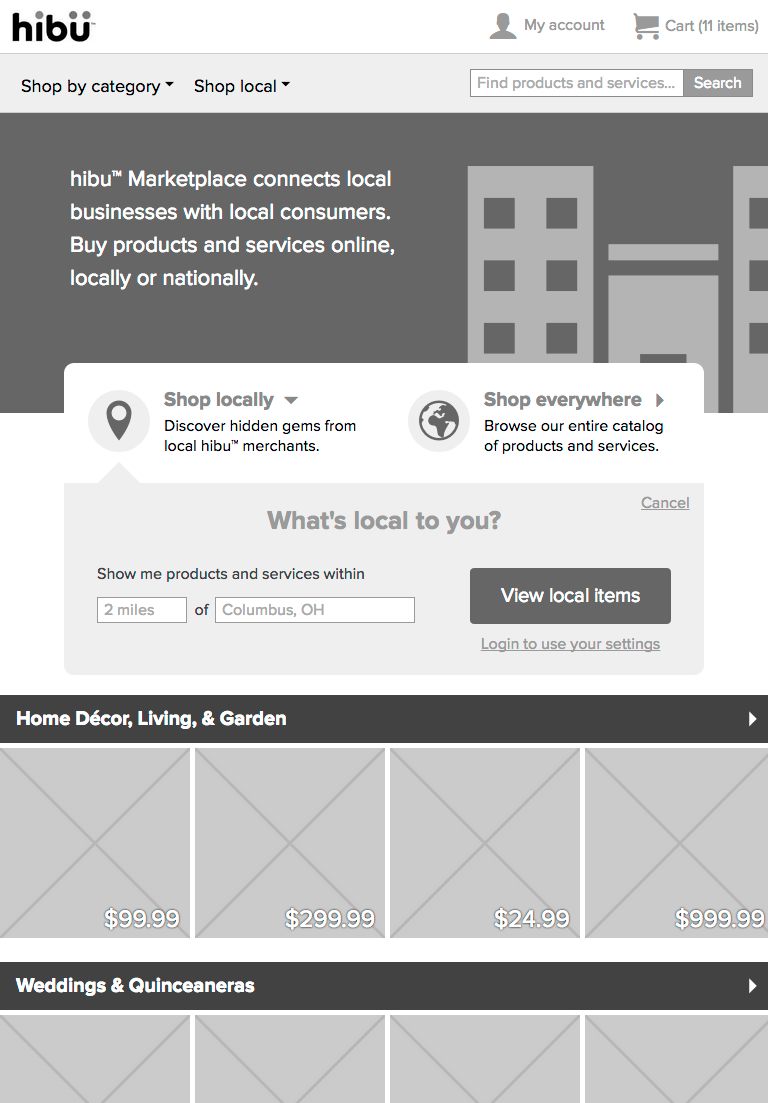 hibü™
My account
Cart (11 items)
Shop by category
Shop local
Find products and services...
Search
hibu™ Marketplace connects local
businesses with local consumers.
Buy products and services online,
locally or nationally.
Shop locally
Discover hidden gems from
local hibu™ merchants.
Shop everywhere
Browse our entire catalog
of products and services.
Cancel
What's local to you?
Show me products and services within
2 miles
of
Columbus, OH
View local items
Login to use your settings
Home Décor, Living, & Garden
$99.99
$299.99
$24.99
$999.99
Weddings & Quinceaneras